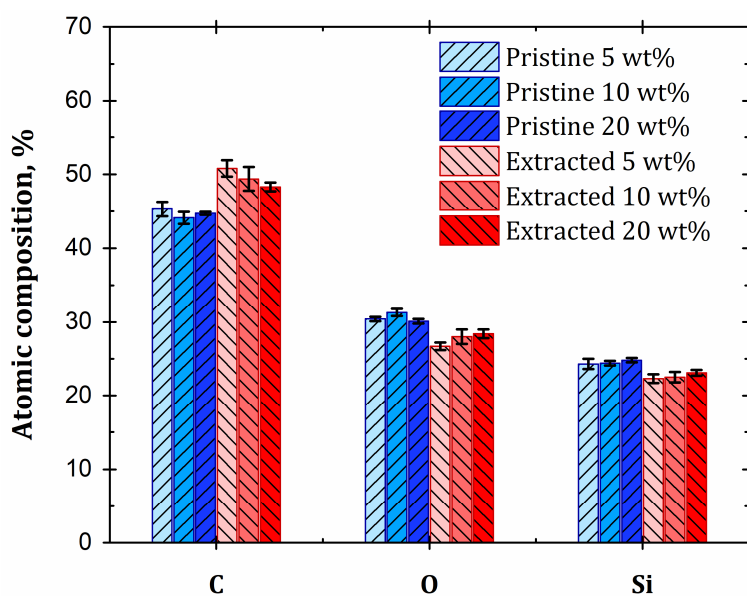 70
60
50
40
30
20
10
0
Atomic composition, %
Pristine 5 wt%
Pristine 10 wt%
Pristine 20 wt%
Extracted 5 wt%
Extracted 10 wt%
Extracted 20 wt%
C O Si